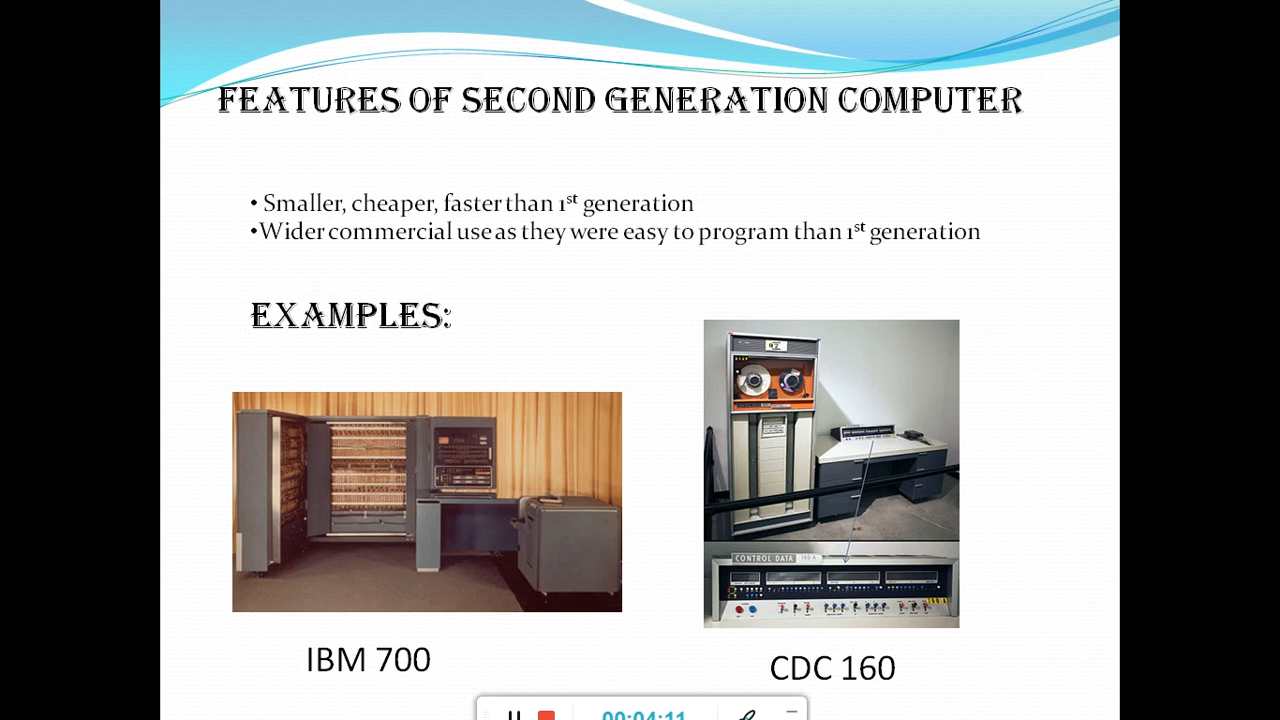 FEATURES OF SECOND GENERATION COMPUTER
• Smaller, cheaper, faster than 1st generation
•Wider commercial use as they were easy to program than 1st generation
EXAMPLES:
CONTROL DATA 160-A
IBM 700
CDC 160
00:04:11